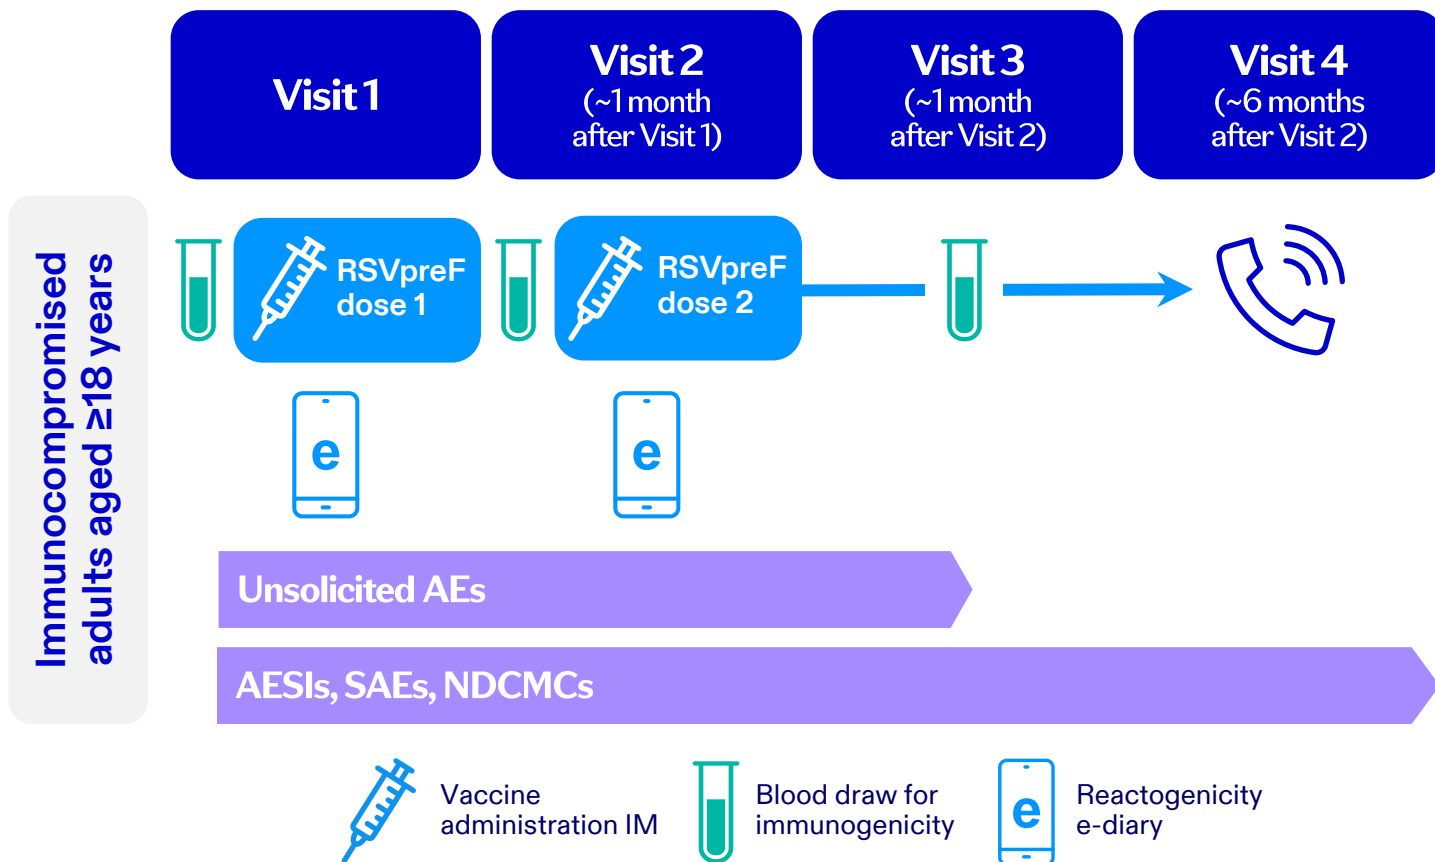 Visit 1
Visit 2
(~1 month
after Visit 1)
Visit 3
(~1 month
after Visit 2)
Visit 4
(~6 months
after Visit 2)
Immunocompromised
adults aged ≥18 years
RSVpreF
dose 1
RSVpreF
dose 2
e
e
Unsolicited AEs
AESIs, SAEs, NDCMCs
Vaccine
administration IM
Blood draw for
immunogenicity
e
Reactogenicity
e-diary